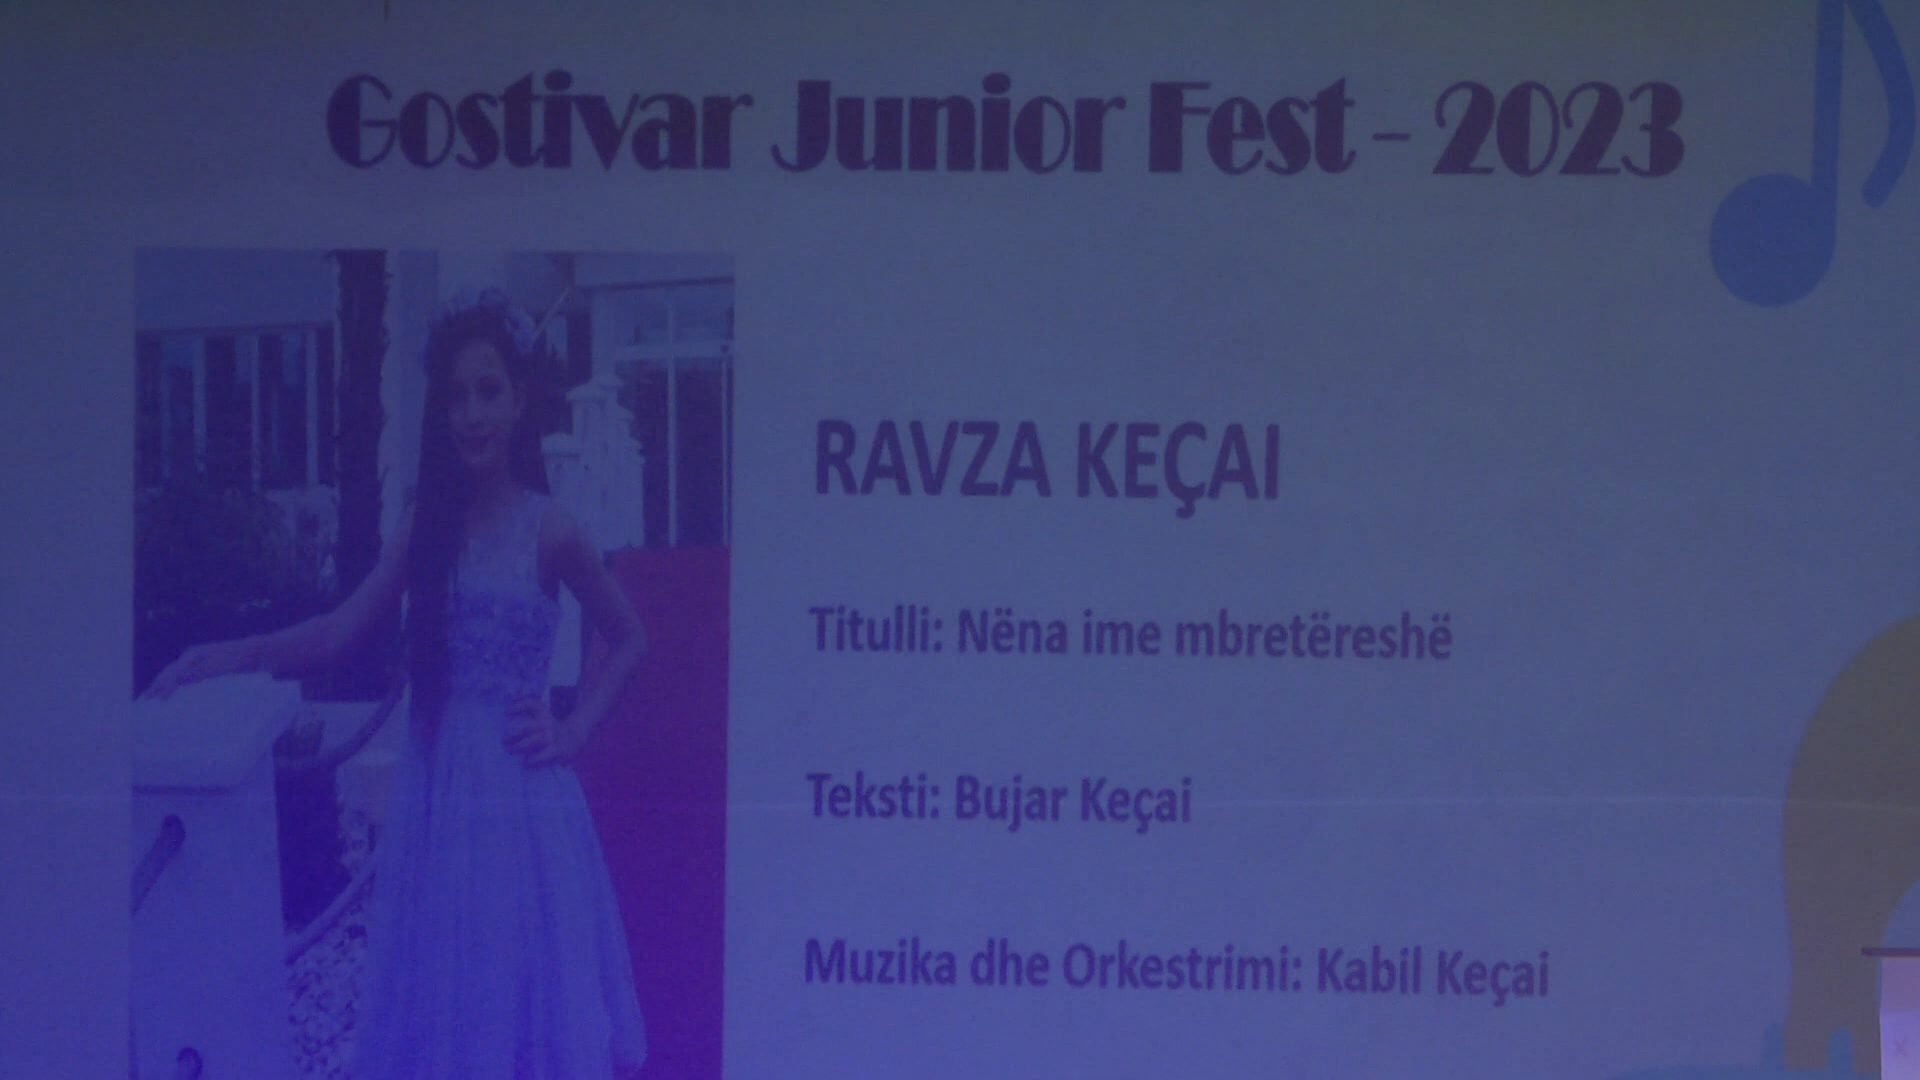 Gostivar Junior Fest - 2023
RAVZA KEÇAI
Titulli: Nëna ime mbretëreshë
Teksti: Bujar Keçai
Muzika dhe Orkestrimi: Kabil Keçai